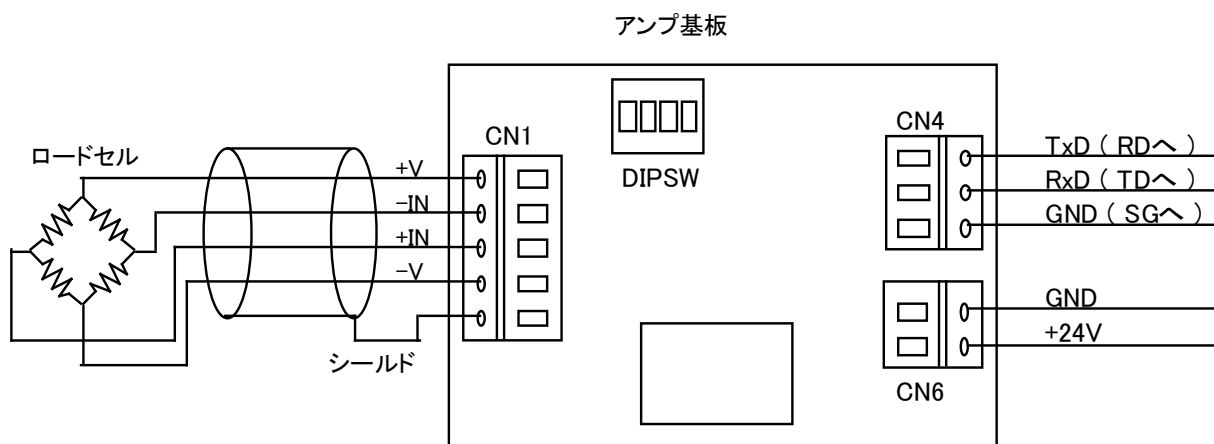 アンプ基板
ロードセル
CN1
+V
-IN
+IN
-V
シールド
DIPSW
CN4
TxD ( RDへ )
RxD ( TDへ )
GND ( SGへ )
GND
+24V
CN6